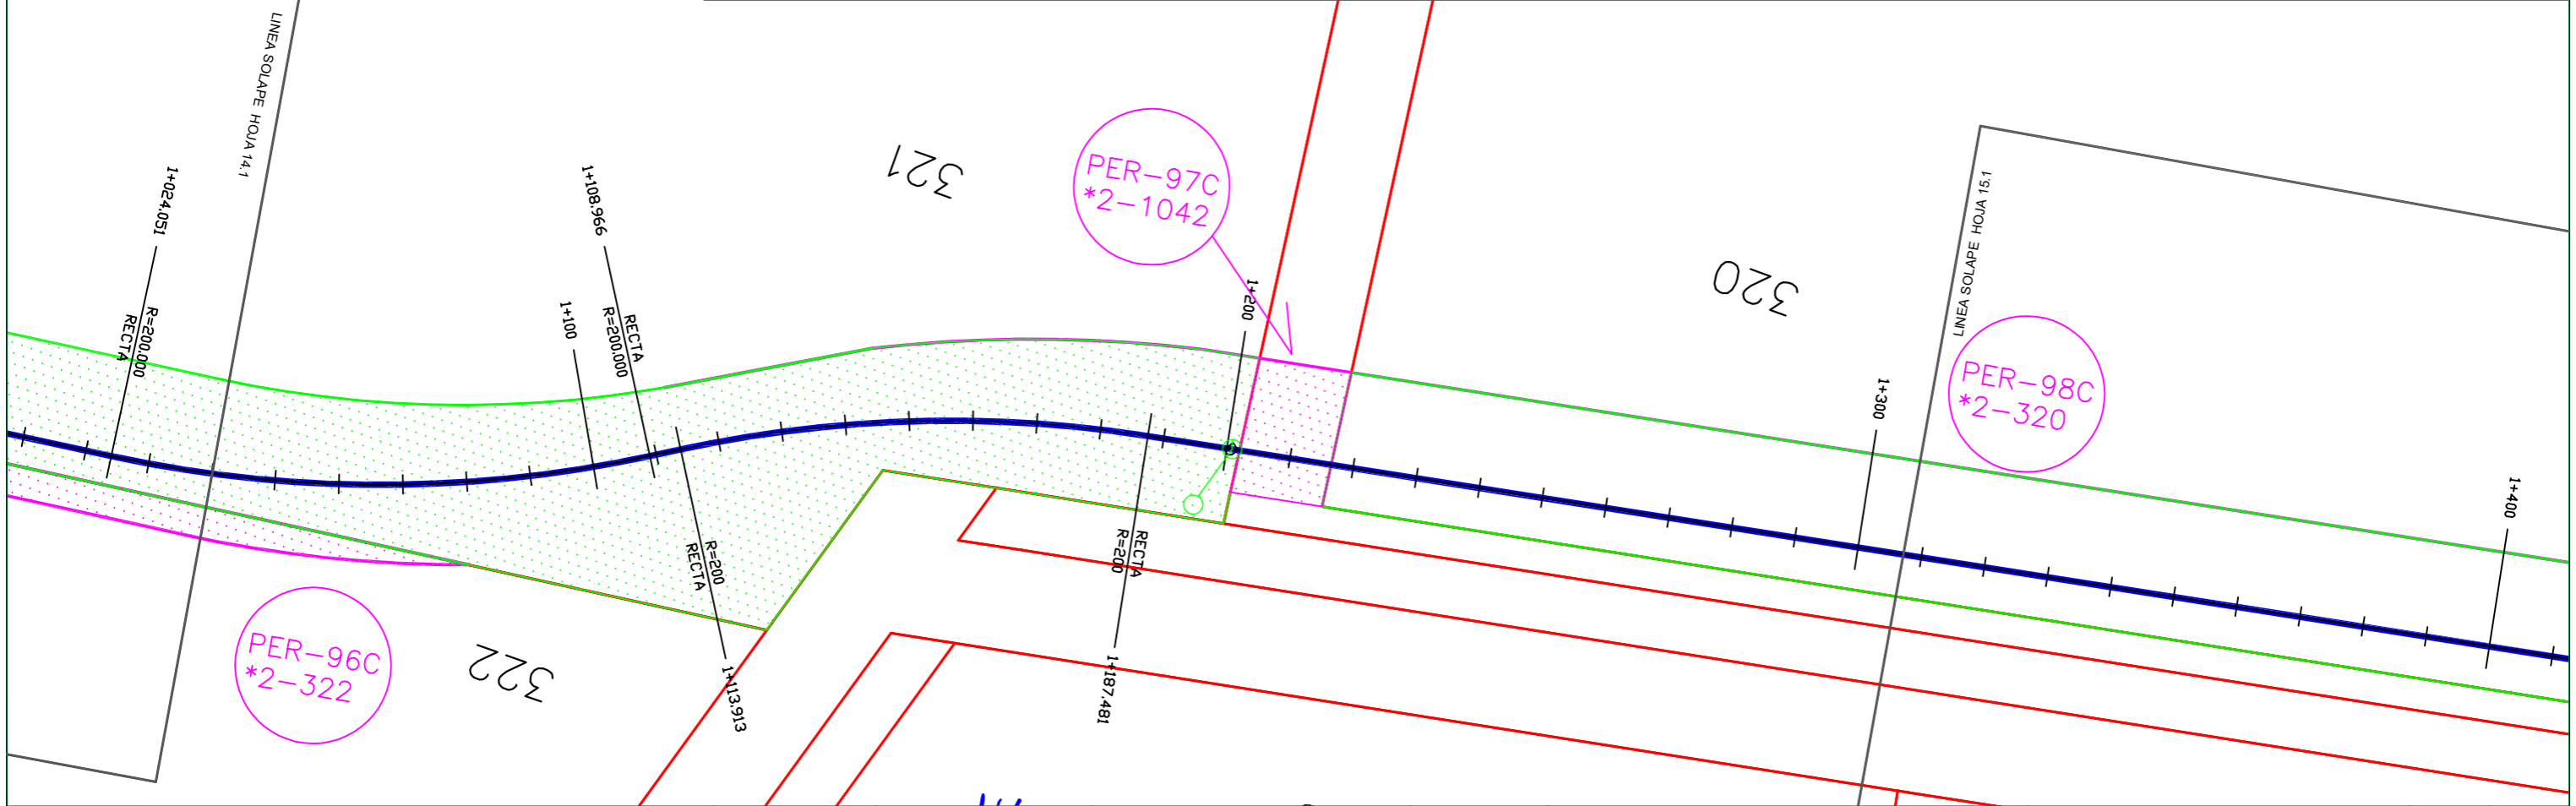 LINEA SOLAPE HOJA 14.1
1+024.051
R=200.000
RECTA
1+108.966
RECTA
R=200.000
1+100
321
PER-97C
*2-1042
1+200
320
LINEA SOLAPE HOJA 15.1
PER-98C
*2-320
1+300
1+400
R=200
RECTA
1+113.913
RECTA
R=200
1+187.481
PER-96C
*2-322
322